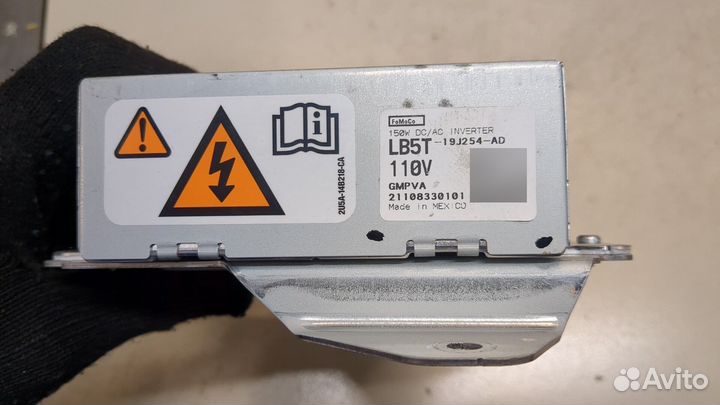 2U5A-14B218-CA
FoMoCo
150W DC/AC INVERTER
LB5T-19J254-AD
110V
GMPVA
21108330101
Made in MEXICO
Avito